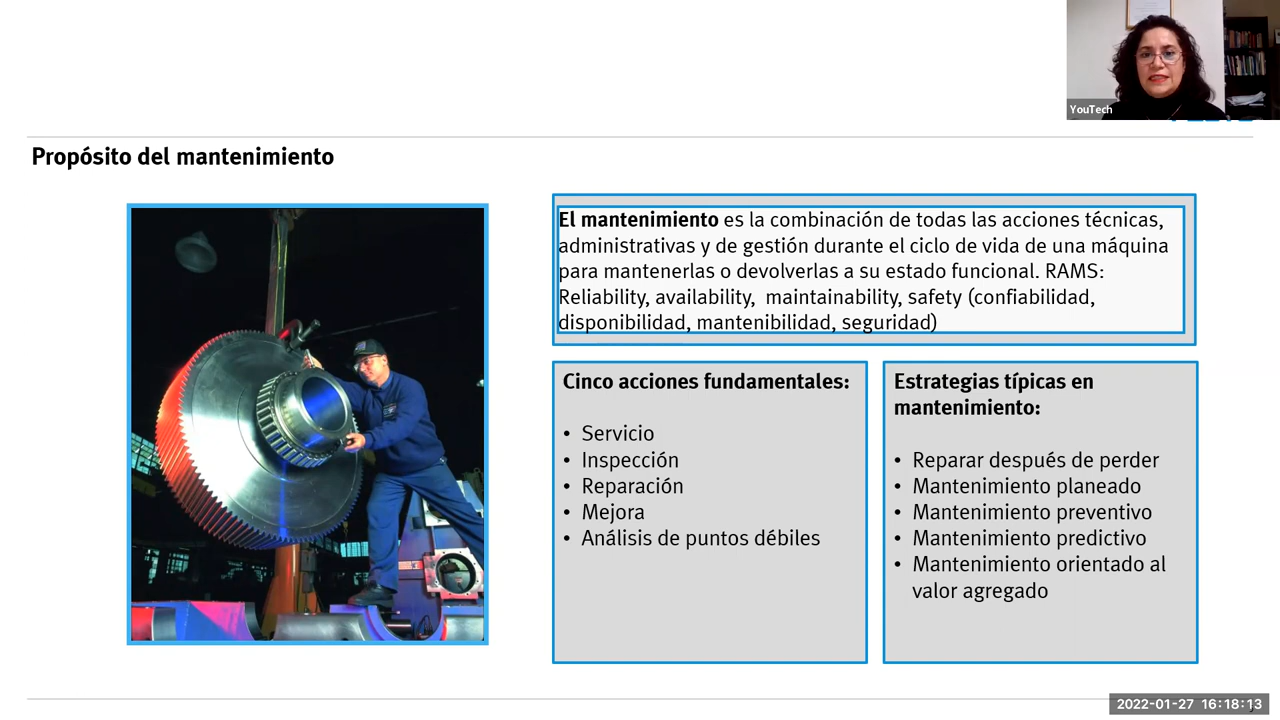 YouTech
Propósito del mantenimiento
El mantenimiento es la combinación de todas las acciones técnicas,
administrativas y de gestión durante el ciclo de vida de una máquina
para mantenerlas o devolverlas a su estado funcional. RAMS:
Reliability, availability,  maintainability, safety (confiabilidad,
disponibilidad, mantenibilidad, seguridad)
Cinco acciones fundamentales:
• Servicio
• Inspección
• Reparación
• Mejora
• Análisis de puntos débiles
Estrategias típicas en
mantenimiento:
• Reparar después de perder
• Mantenimiento planeado
• Mantenimiento preventivo
• Mantenimiento predictivo
• Mantenimiento orientado al
valor agregado
2022-01-27 16:18:13